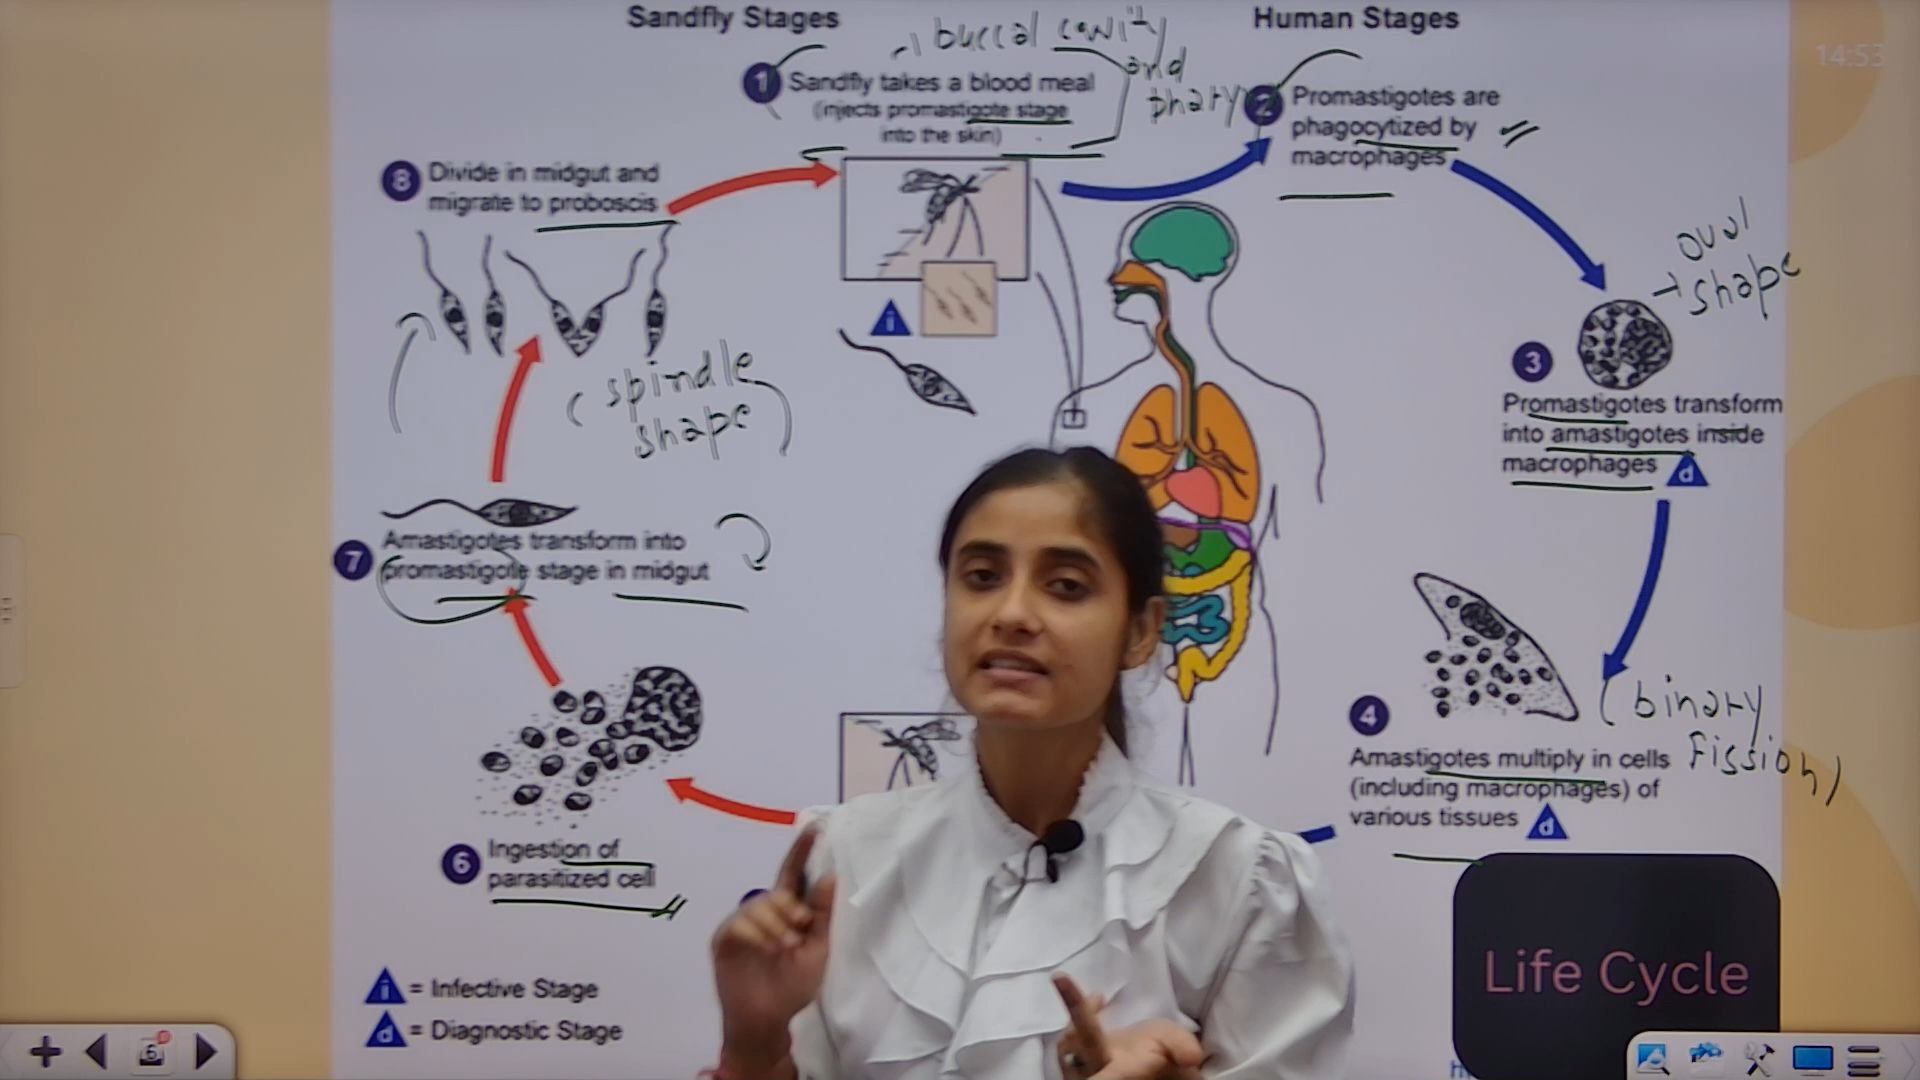 Sandfly Stages
Human Stages
14:53
buccal cavity
and
1 Sandfly takes a blood meal
(injects promastigote stage
into the skin)
2 Promastigotes are
phagocytized by
macrophages
8 Divide in midgut and
migrate to proboscis
oval
shape
i
(spindle
shape)
3
Promastigotes transform
into amastigotes inside
macrophages d
7 Amastigotes transform into
promastigote stage in midgut
(binary
fission)
4
Amastigotes multiply in cells
(including macrophages) of
various tissues d
6 Ingestion of
parasitized cell
Life Cycle
i = Infective Stage
d = Diagnostic Stage
6